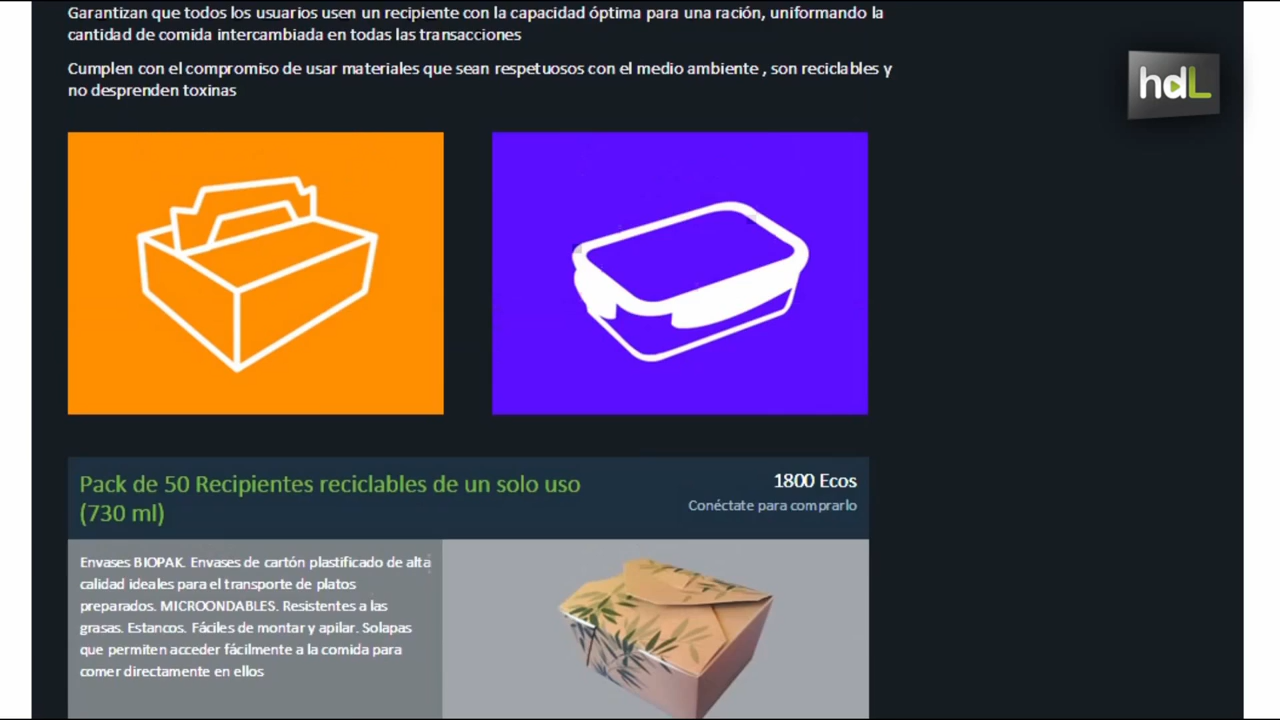 Garantizan que todos los usuarios usen un recipiente con la capacidad óptima para una ración, uniformando la
cantidad de comida intercambiada en todas las transacciones
Cumplen con el compromiso de usar materiales que sean respetuosos con el medio ambiente , son reciclables y
no desprenden toxinas
hdL
Pack de 50 Recipientes reciclables de un solo uso
(730 ml)
1800 Ecos
Conéctate para comprarlo
Envases BIOPAK. Envases de cartón plastificado de alta
calidad ideales para el transporte de platos
preparados. MICROONDABLES. Resistentes a las
grasas. Estancos. Fáciles de montar y apilar. Solapas
que permiten acceder fácilmente a la comida para
comer directamente en ellos